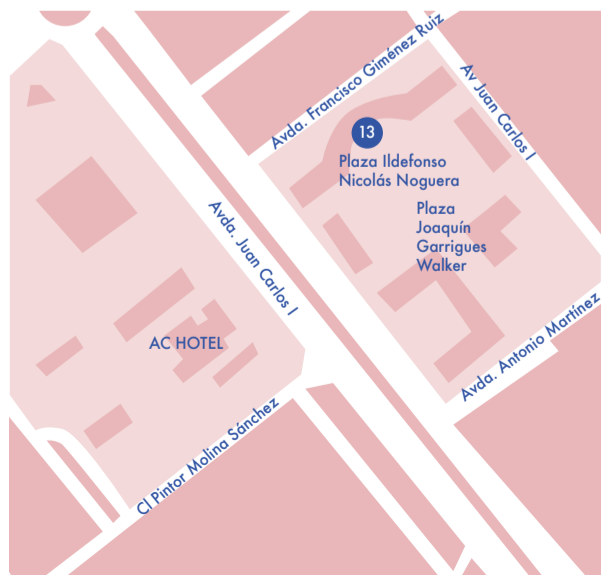 Avda. Francisco Giménez Ruiz
Av Juan Carlos I
13
Plaza Ildefonso
Nicolás Noguera
Plaza
Joaquín
Garrigues
Walker
Avda. Juan Carlos I
AC HOTEL
Avda. Antonio Martínez
Cl Pintor Molina Sánchez